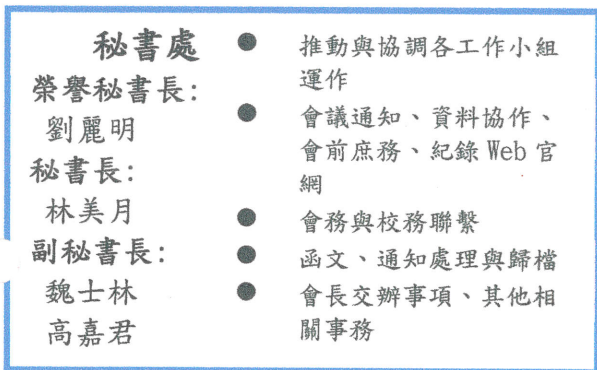 秘書處
榮譽秘書長:
劉麗明
秘書長:
林美月
副秘書長:
魏士林
高嘉君
● 推動與協調各工作小組
運作
● 會議通知、資料協作、
會前庶務、紀錄 Web 官
網
● 會務與校務聯繫
● 函文、通知處理與歸檔
● 會長交辦事項、其他相
關事務